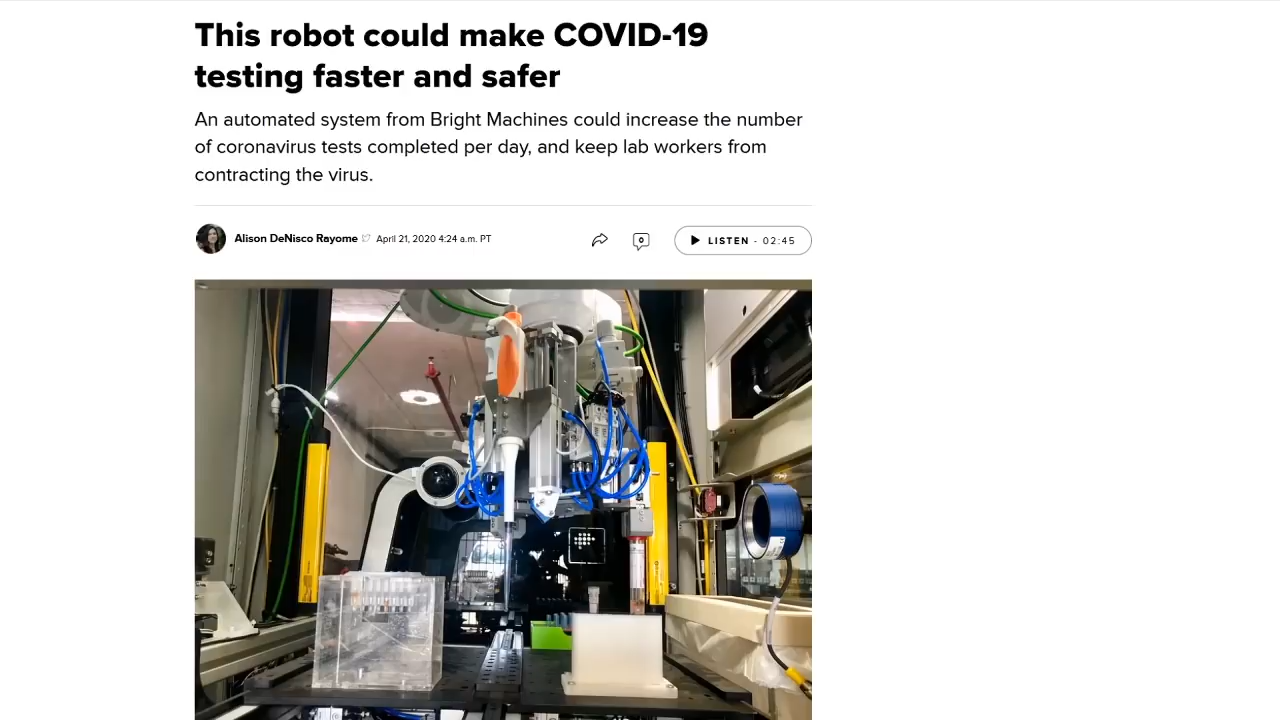 This robot could make COVID-19
testing faster and safer
An automated system from Bright Machines could increase the number
of coronavirus tests completed per day, and keep lab workers from
contracting the virus.
Alison DeNisco Rayome April 21, 2020 4:24 a.m. PT
0
LISTEN - 02:45